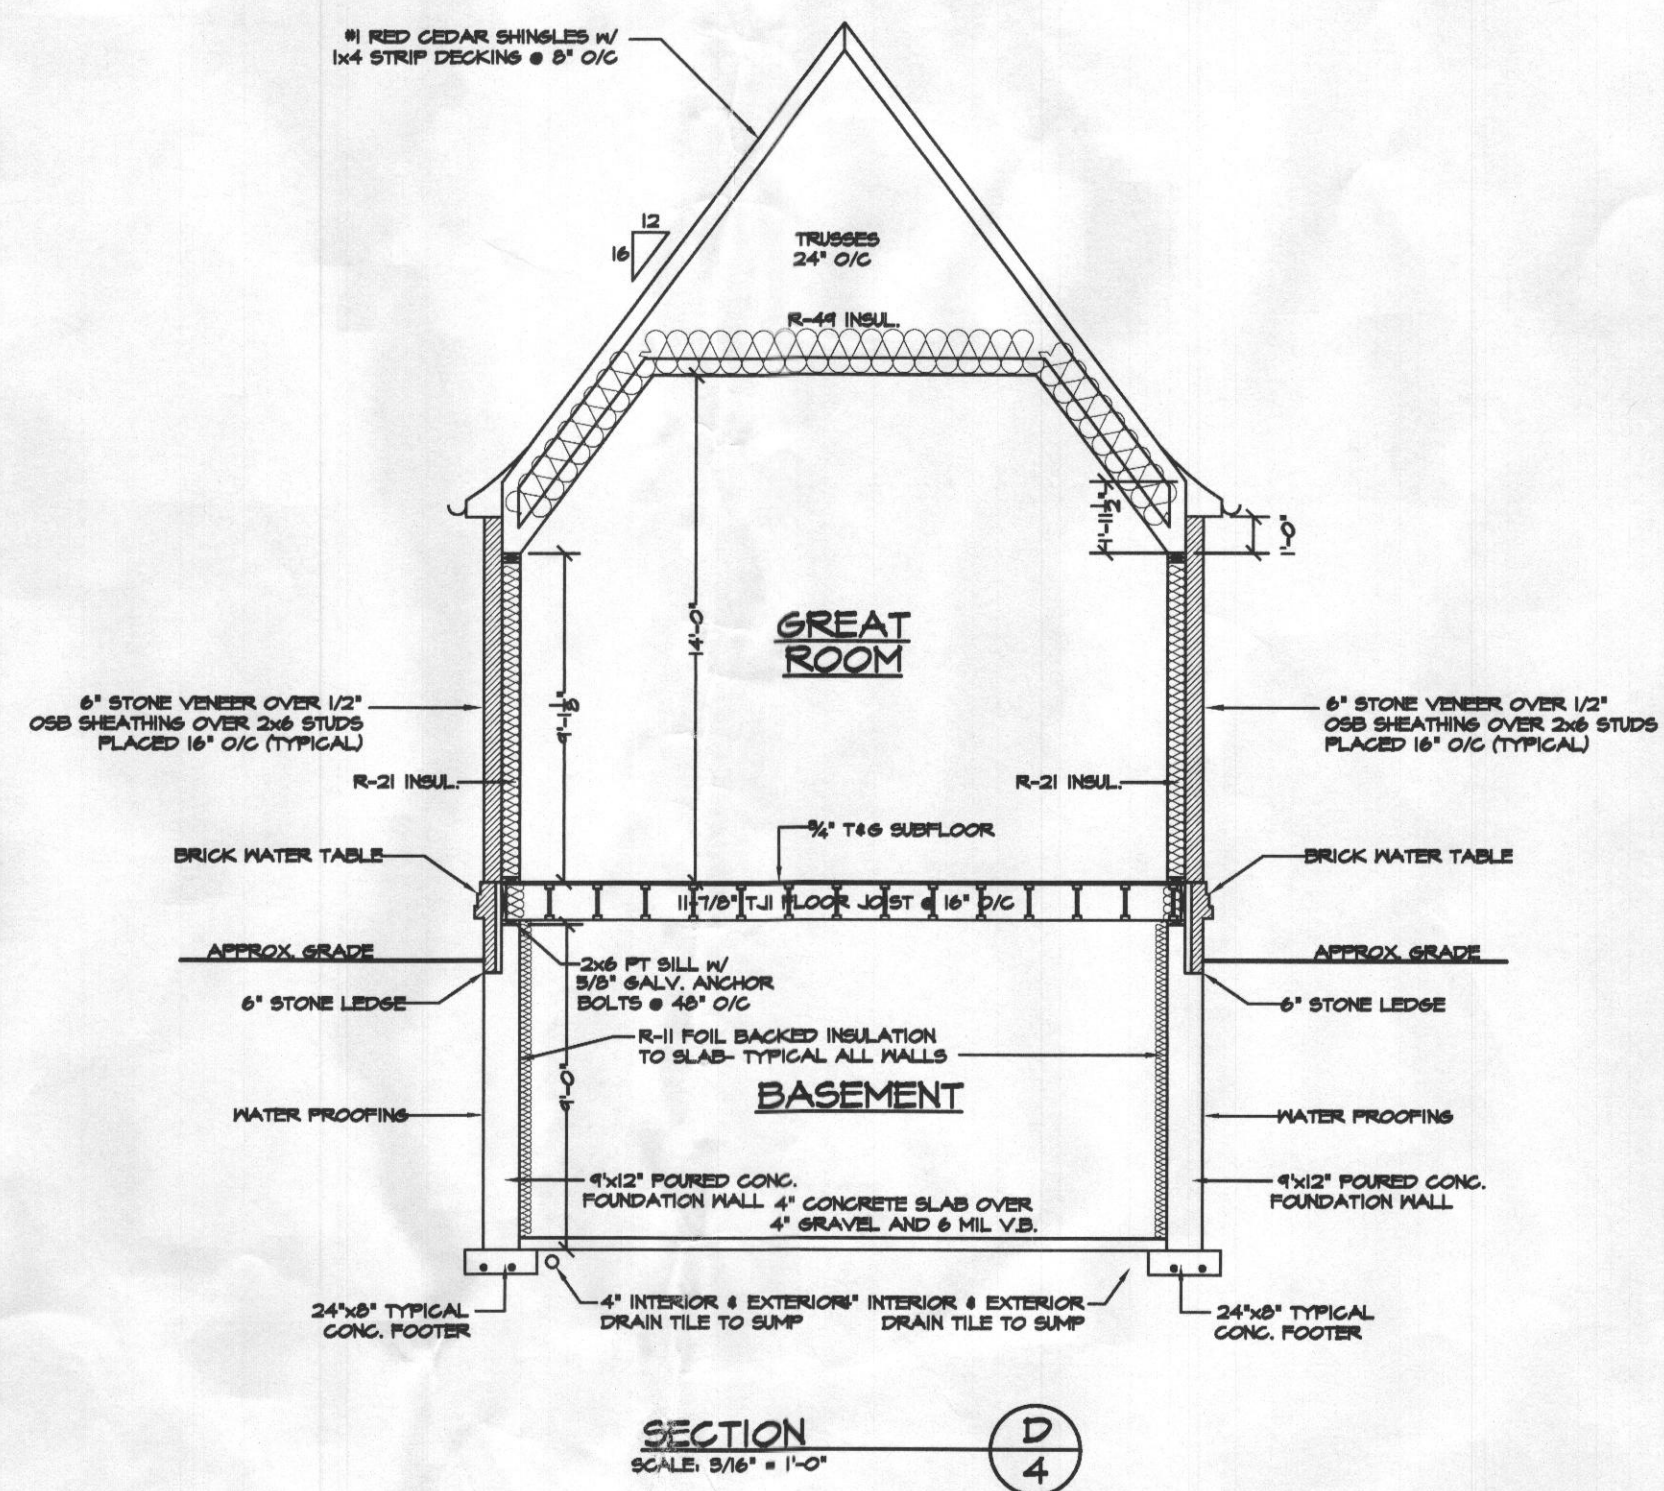 #1 RED CEDAR SHINGLES W/
1x4 STRIP DECKING @ 8" O/C
12
16
TRUSSES
24" O/C
R-49 INSUL.
1'-11 1/2"
1'-0"
14'-0"
GREAT
ROOM
9'-1 1/8"
6" STONE VENEER OVER 1/2"
OSB SHEATHING OVER 2x6 STUDS
PLACED 16" O/C (TYPICAL)
6" STONE VENEER OVER 1/2"
OSB SHEATHING OVER 2x6 STUDS
PLACED 16" O/C (TYPICAL)
R-21 INSUL.
R-21 INSUL.
3/4" T&G SUBFLOOR
BRICK WATER TABLE
BRICK WATER TABLE
11-7/8" TJI FLOOR JOIST @ 16" O/C
APPROX. GRADE
APPROX. GRADE
2x6 PT SILL W/
5/8" GALV. ANCHOR
BOLTS @ 48" O/C
6" STONE LEDGE
6" STONE LEDGE
R-11 FOIL BACKED INSULATION
TO SLAB- TYPICAL ALL WALLS
9'-0"
BASEMENT
WATER PROOFING
WATER PROOFING
9'x12" POURED CONC.
FOUNDATION WALL
4" CONCRETE SLAB OVER
4" GRAVEL AND 6 MIL V.B.
9'x12" POURED CONC.
FOUNDATION WALL
24"x8" TYPICAL
CONC. FOOTER
4" INTERIOR & EXTERIOR
DRAIN TILE TO SUMP
4" INTERIOR & EXTERIOR
DRAIN TILE TO SUMP
24"x8" TYPICAL
CONC. FOOTER
SECTION
SCALE: 3/16" = 1'-0"
D
4